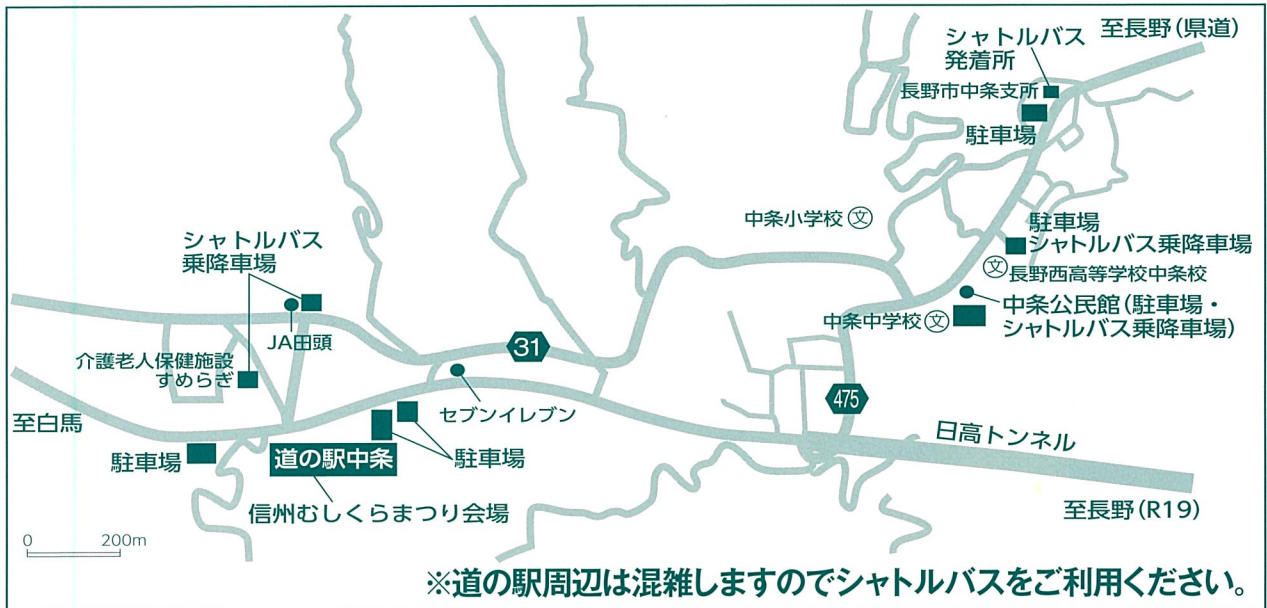 シャトルバス
発着所
至長野(県道)
長野市中条支所
駐車場
中条小学校 文
駐車場
シャトルバス乗降車場
文 長野西高等学校中条校
中条公民館(駐車場・
シャトルバス乗降車場)
中条中学校 文
シャトルバス
乗降車場
JA田頭
介護老人保健施設
すめらぎ
31
セブンイレブン
475
至白馬
日高トンネル
駐車場
道の駅中条
駐車場
信州むしくらまつり会場
至長野(R19)
0 200m
※道の駅周辺は混雑しますのでシャトルバスをご利用ください。